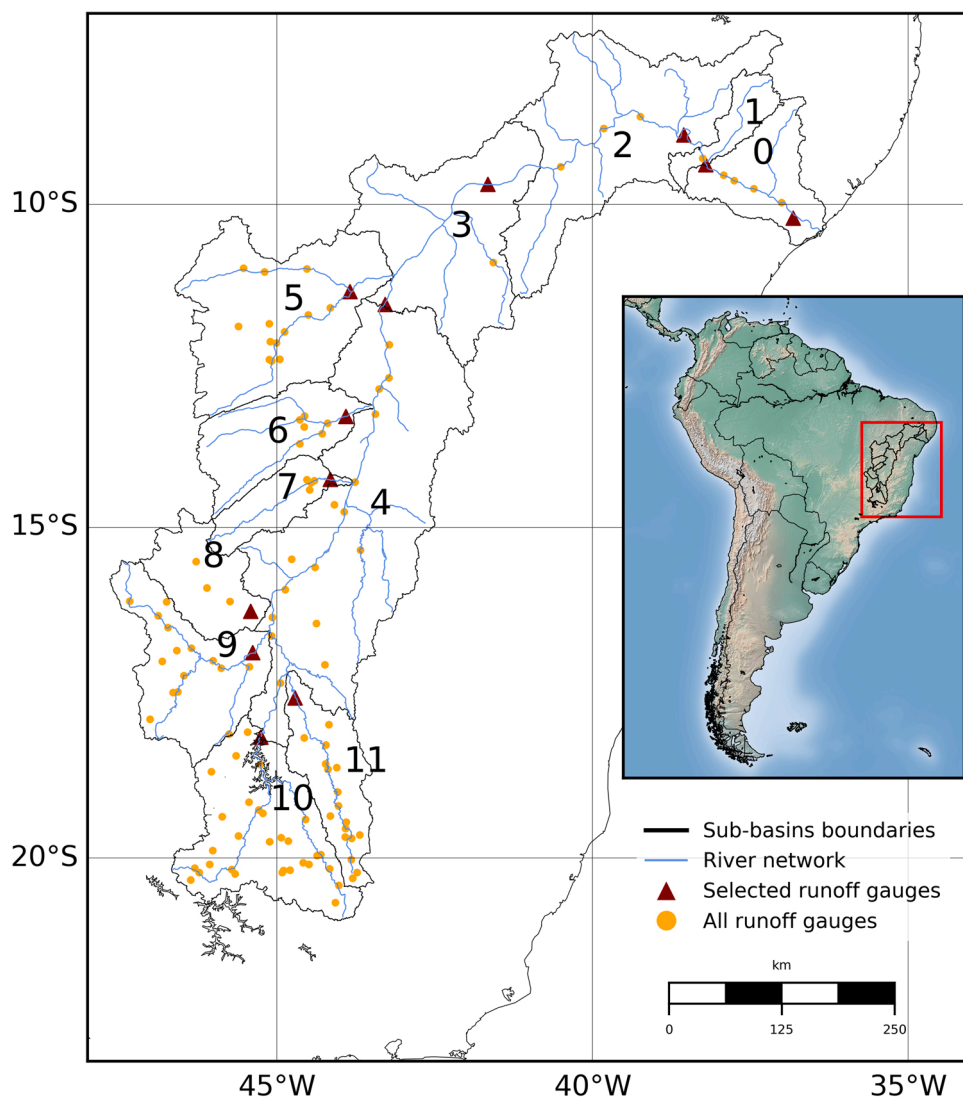 1
2
0
10°S
3
5
6
7
4
15°S
8
9
11
10
Sub-basins boundaries
20°S
River network
Selected runoff gauges
All runoff gauges
km
0
125
250
45°W
40°W
35°W